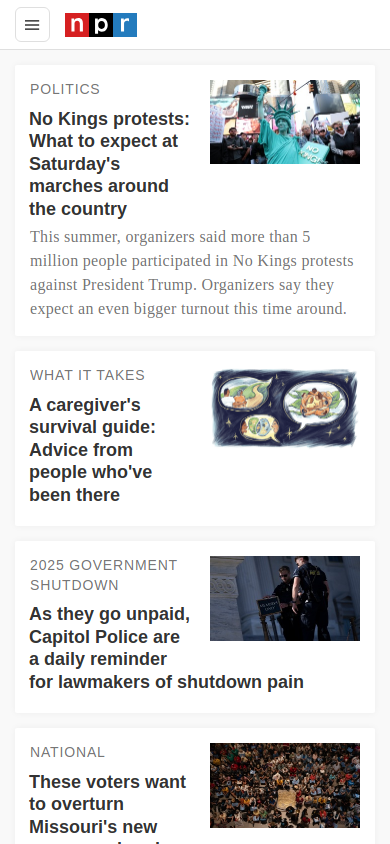 npr
POLITICS
No Kings protests:
What to expect at
Saturday's
marches around
the country
This summer, organizers said more than 5
million people participated in No Kings protests
against President Trump. Organizers say they
expect an even bigger turnout this time around.
WHAT IT TAKES
A caregiver's
survival guide:
Advice from
people who've
been there
2025 GOVERNMENT
SHUTDOWN
As they go unpaid,
Capitol Police are
a daily reminder
for lawmakers of shutdown pain
NATIONAL
These voters want
to overturn
Missouri's new